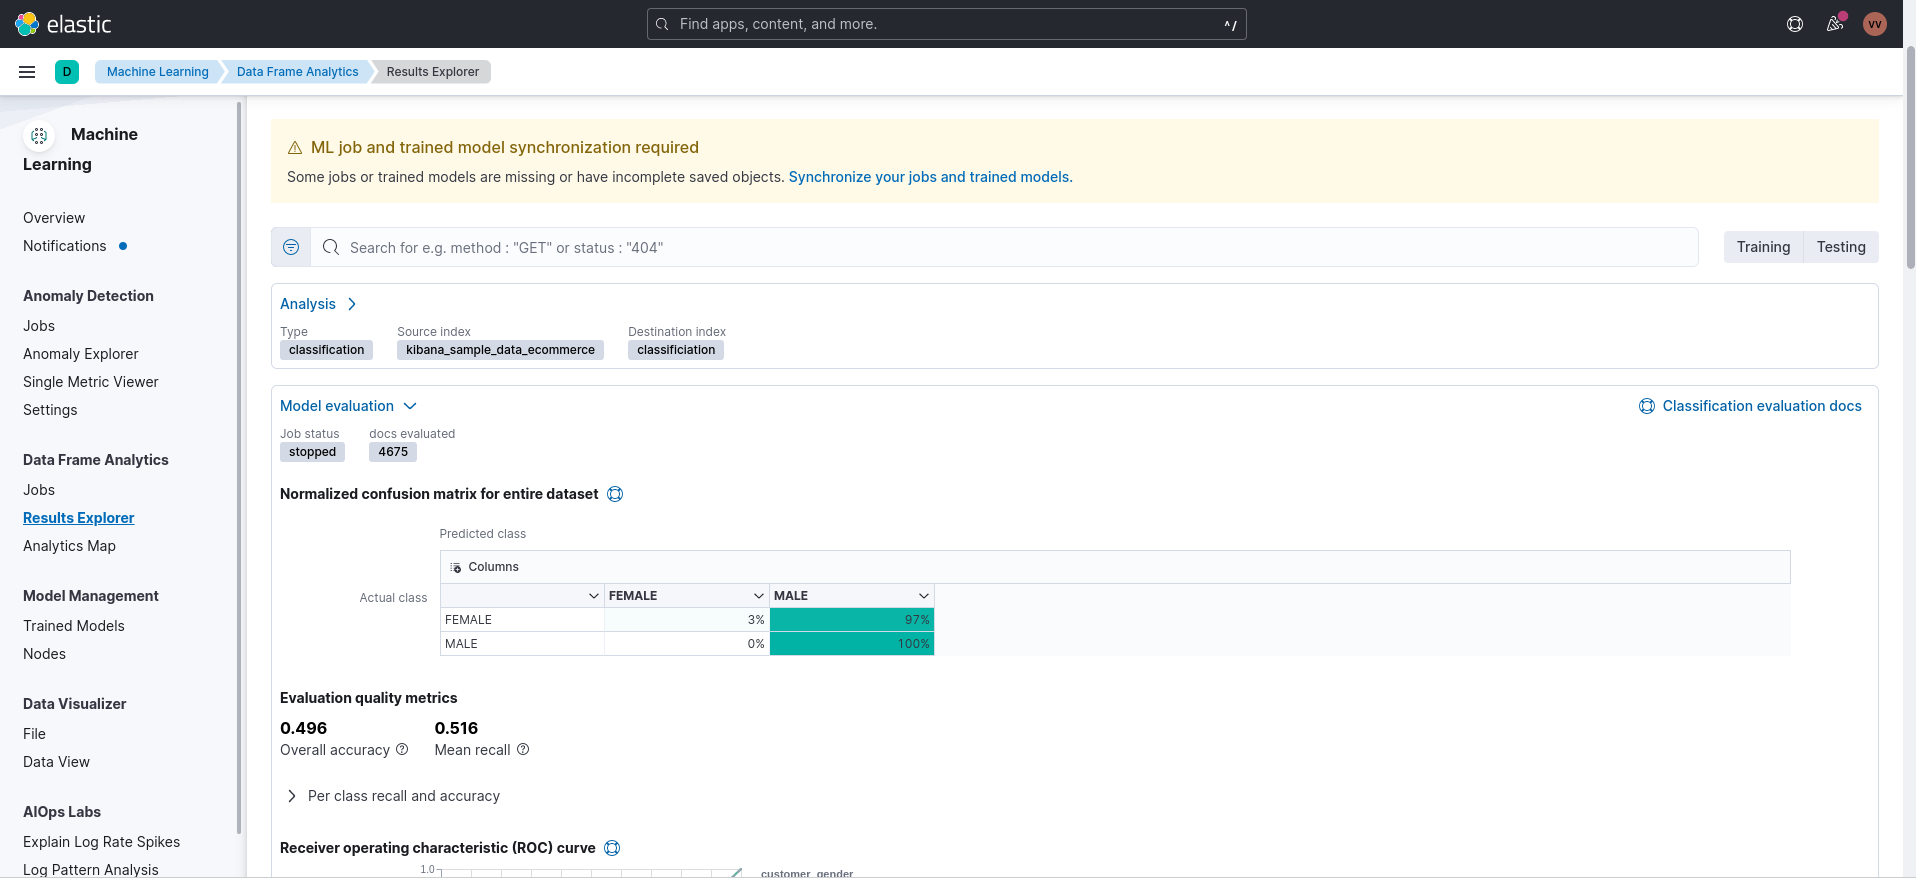 elastic
Find apps, content, and more.
^/
VV
D
Machine Learning
Data Frame Analytics
Results Explorer
Machine
Learning
Overview
Notifications
Anomaly Detection
Jobs
Anomaly Explorer
Single Metric Viewer
Settings
Data Frame Analytics
Jobs
Results Explorer
Analytics Map
Model Management
Trained Models
Nodes
Data Visualizer
File
Data View
AIOps Labs
Explain Log Rate Spikes
Log Pattern Analysis
ML job and trained model synchronization required
Some jobs or trained models are missing or have incomplete saved objects. Synchronize your jobs and trained models.
Search for e.g. method : "GET" or status : "404"
Training
Testing
Analysis
Type
Source index
Destination index
classification
kibana_sample_data_ecommerce
classificiation
Model evaluation
Classification evaluation docs
Job status
docs evaluated
stopped
4675
Normalized confusion matrix for entire dataset
Predicted class
Columns
Actual class
FEMALE
MALE
FEMALE 3% 97%
MALE 0% 100%
Evaluation quality metrics
0.496
0.516
Overall accuracy
Mean recall
Per class recall and accuracy
Receiver operating characteristic (ROC) curve
1.0
customer_gender